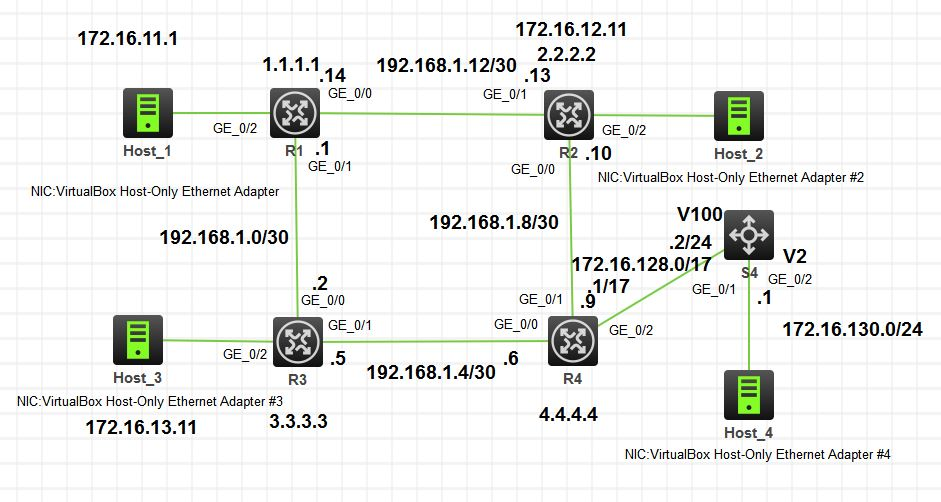 172.16.11.1
172.16.12.11
2.2.2.2
1.1.1.1
.14
192.168.1.12/30
.13
GE_0/0
GE_0/1
GE_0/2
GE_0/2
Host_1
R1
.1
GE_0/1
R2
.10
GE_0/0
Host_2
NIC:VirtualBox Host-Only Ethernet Adapter
NIC:VirtualBox Host-Only Ethernet Adapter #2
192.168.1.0/30
192.168.1.8/30
V100
.2/24
172.16.128.0/17
.1/17
S4
V2
GE_0/1
GE_0/2
.1
.2
GE_0/0
GE_0/1
.9
172.16.130.0/24
GE_0/1
GE_0/0
GE_0/2
GE_0/2
Host_3
R3
.5
192.168.1.4/30
.6
R4
NIC:VirtualBox Host-Only Ethernet Adapter #3
172.16.13.11
3.3.3.3
4.4.4.4
Host_4
NIC:VirtualBox Host-Only Ethernet Adapter #4